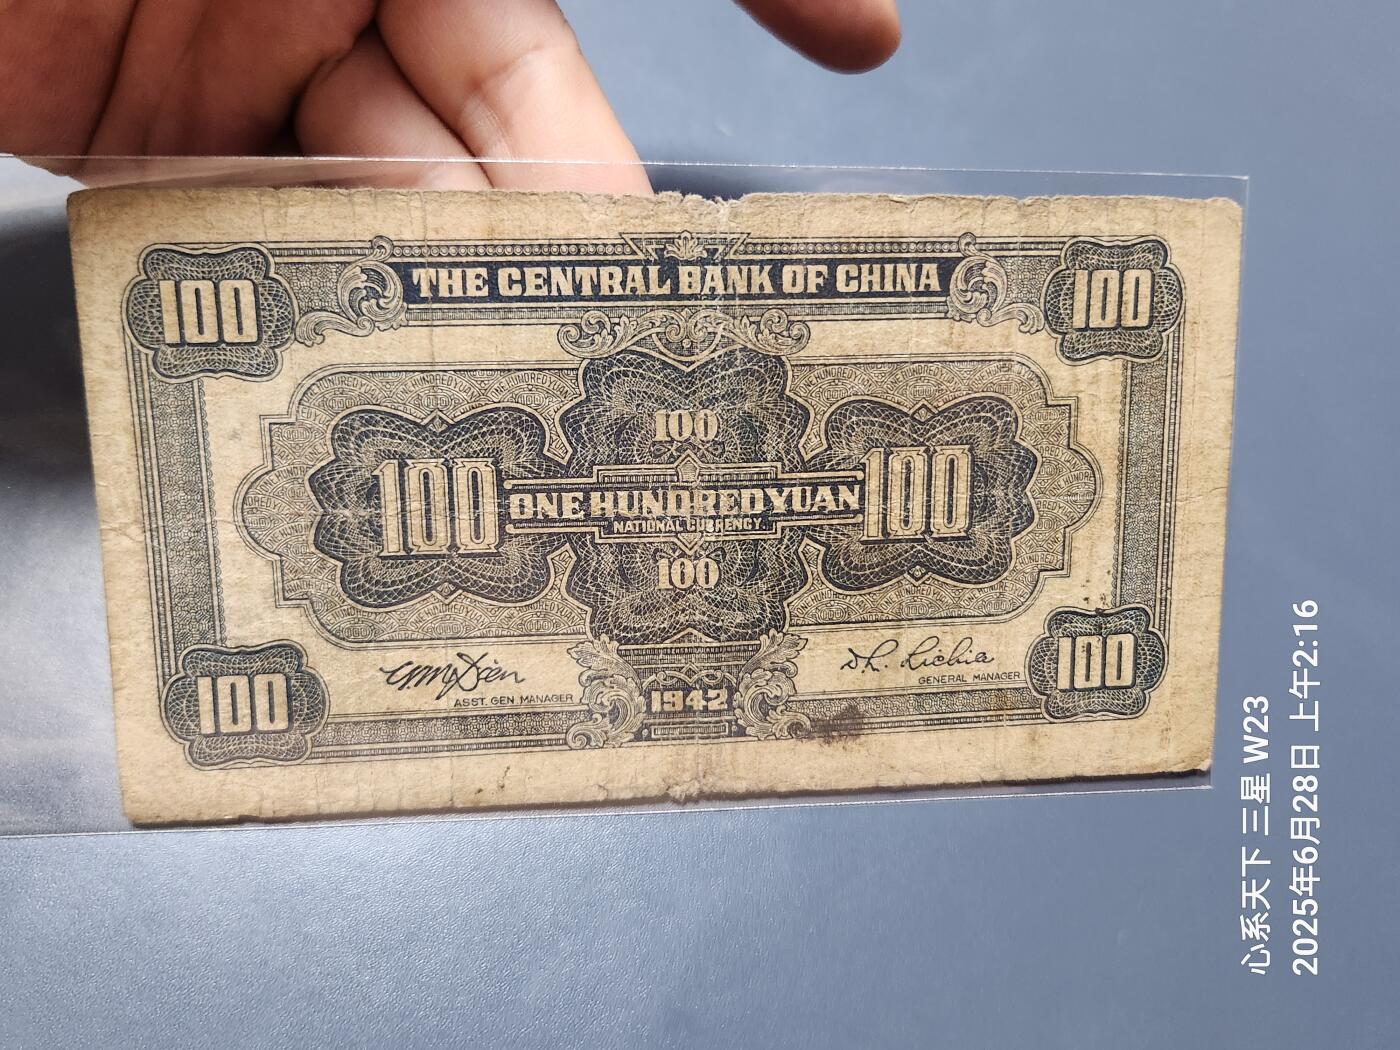 THE CENTRAL BANK OF CHINA
100
100
100
100
ONE HUNDRED YUAN
100
NATIONAL CURRENCY.
100
ASST. GEN. MANAGER
GENERAL MANAGER
100
1942
100
心系天下 三星 W23
2025年6月28日 上午2:16